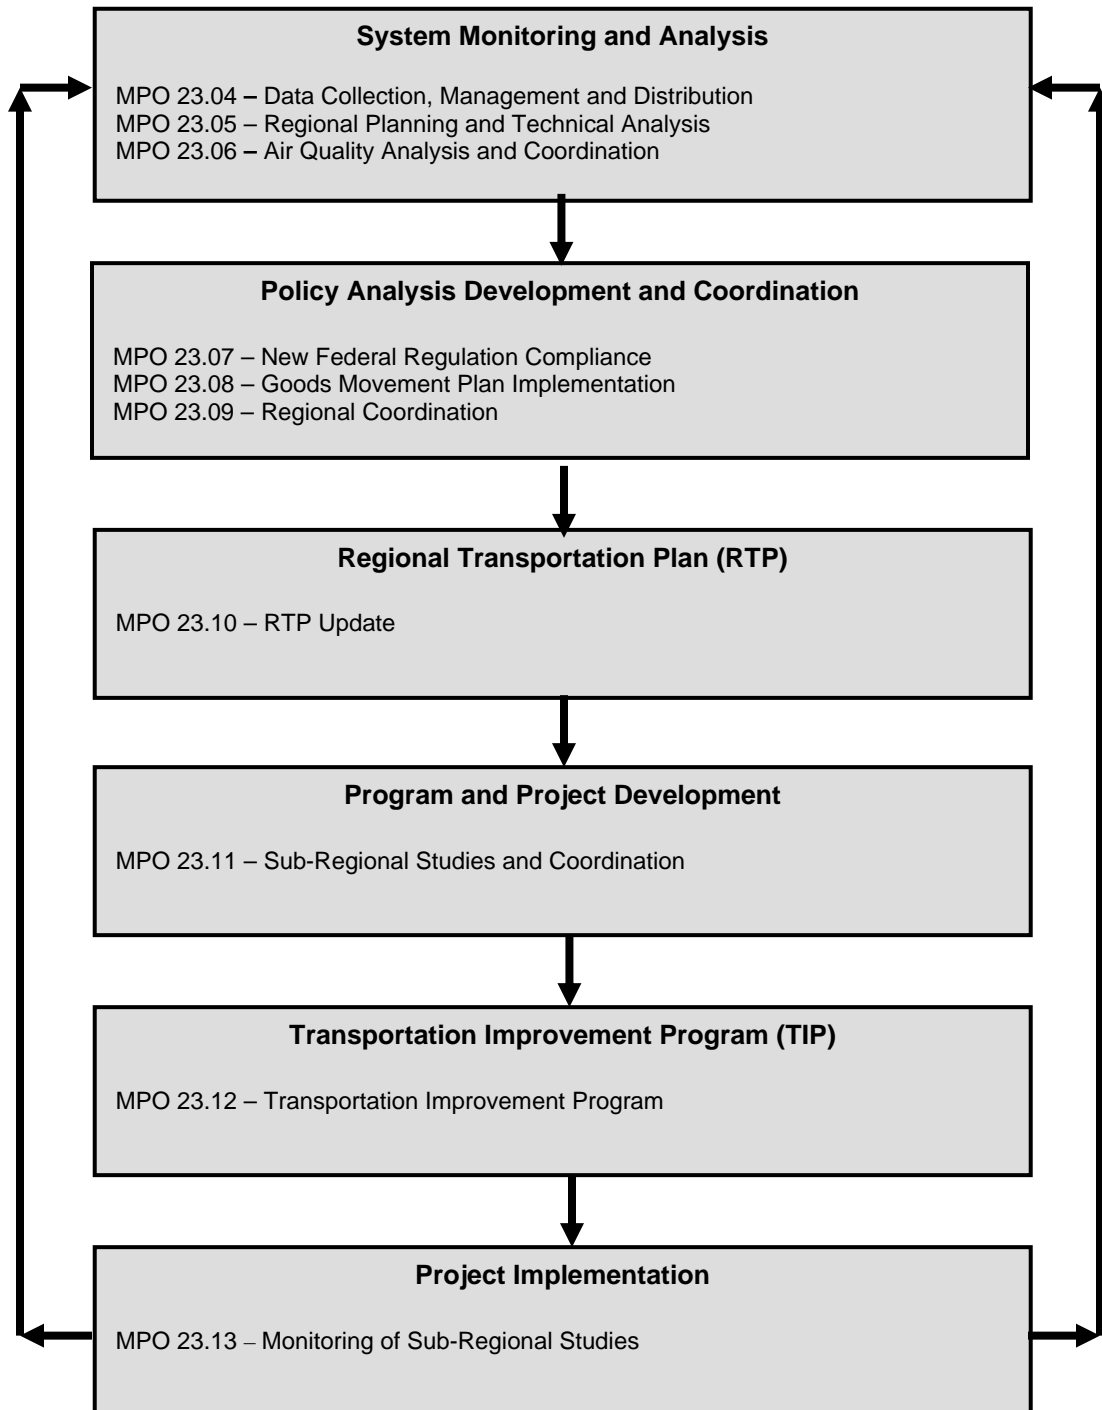 System Monitoring and Analysis
MPO 23.04 – Data Collection, Management and Distribution
MPO 23.05 – Regional Planning and Technical Analysis
MPO 23.06 – Air Quality Analysis and Coordination
Policy Analysis Development and Coordination
MPO 23.07 – New Federal Regulation Compliance
MPO 23.08 – Goods Movement Plan Implementation
MPO 23.09 – Regional Coordination
Regional Transportation Plan (RTP)
MPO 23.10 – RTP Update
Program and Project Development
MPO 23.11 – Sub-Regional Studies and Coordination
Transportation Improvement Program (TIP)
MPO 23.12 – Transportation Improvement Program
Project Implementation
MPO 23.13 – Monitoring of Sub-Regional Studies